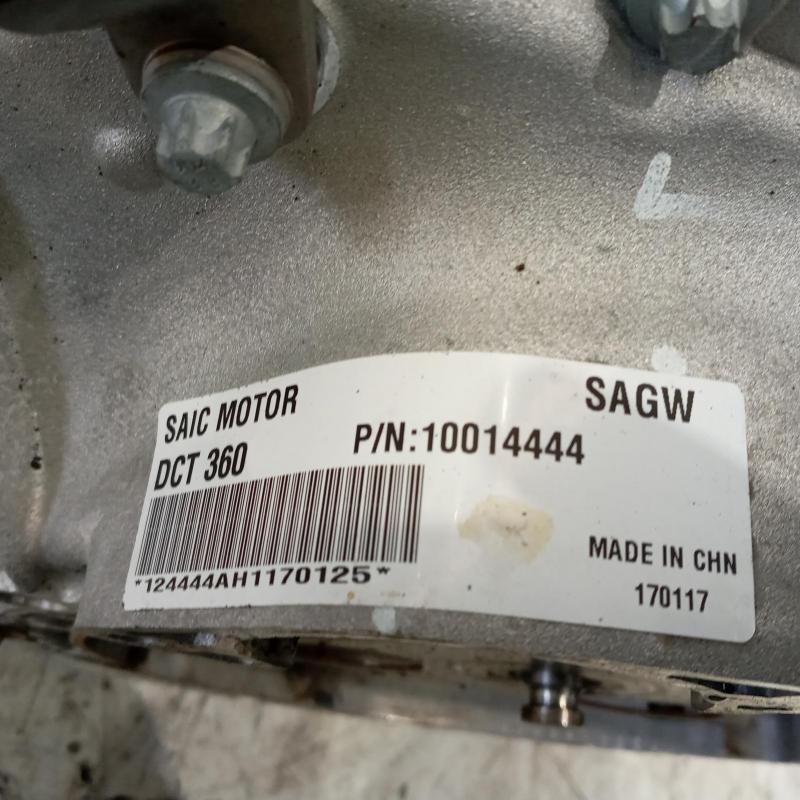 SAIC MOTOR
SAGW
DCT 360
P/N:10014444
*124444AH1170125*
MADE IN CHN
170117
L